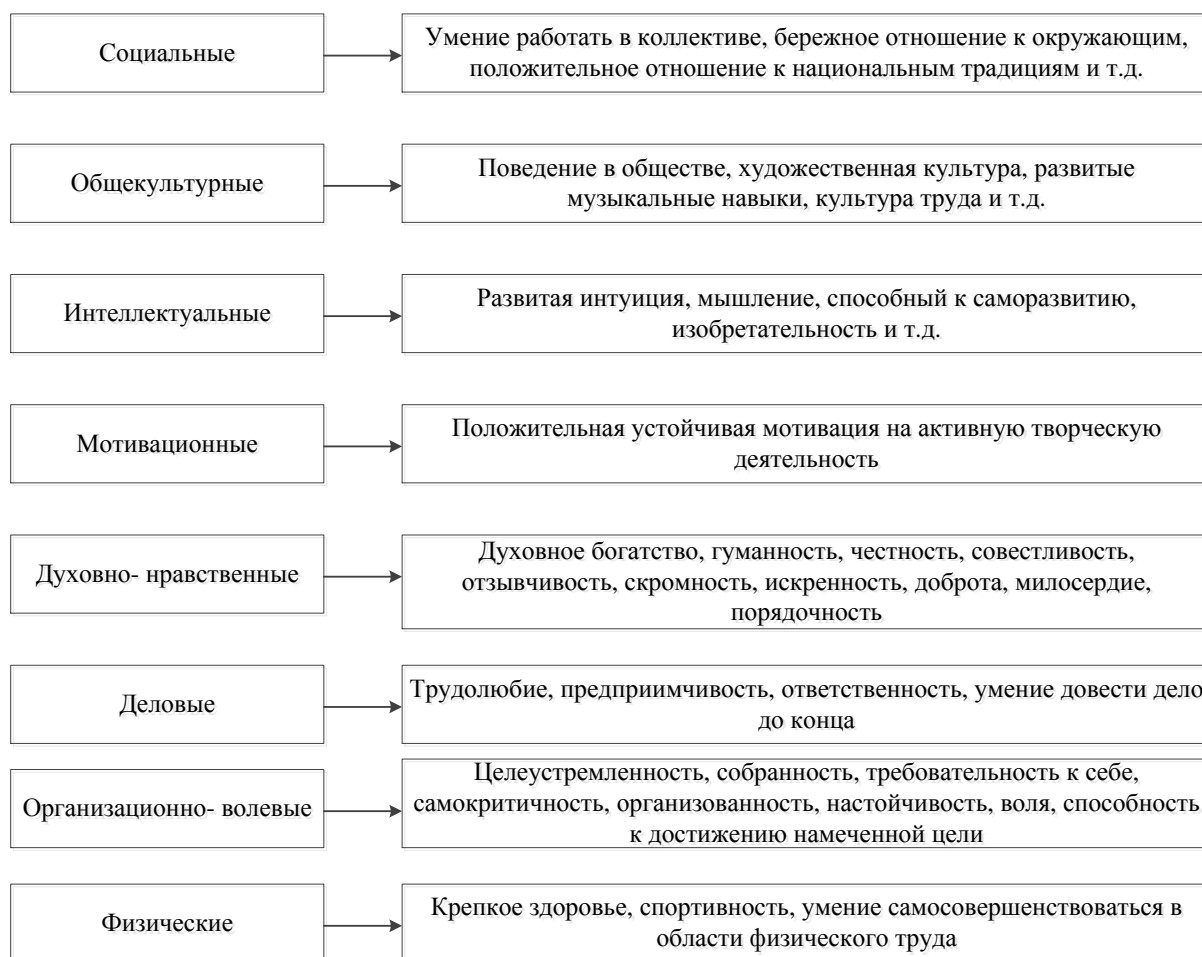 Социальные
Умение работать в коллективе, бережное отношение к окружающим,
положительное отношение к национальным традициям и т.д.
Общекультурные
Поведение в обществе, художественная культура, развитые
музыкальные навыки, культура труда и т.д.
Интеллектуальные
Развитая интуиция, мышление, способный к саморазвитию,
изобретательность и т.д.
Мотивационные
Положительная устойчивая мотивация на активную творческую
деятельность
Духовно- нравственные
Духовное богатство, гуманность, честность, совестливость,
отзывчивость, скромность, искренность, доброта, милосердие,
порядочность
Деловые
Трудолюбие, предприимчивость, ответственность, умение довести дело
до конца
Организационно- волевые
Целеустремленность, собранность, требовательность к себе,
самокритичность, организованность, настойчивость, воля, способность
к достижению намеченной цели
Физические
Крепкое здоровье, спортивность, умение самосовершенствоваться в
области физического труда